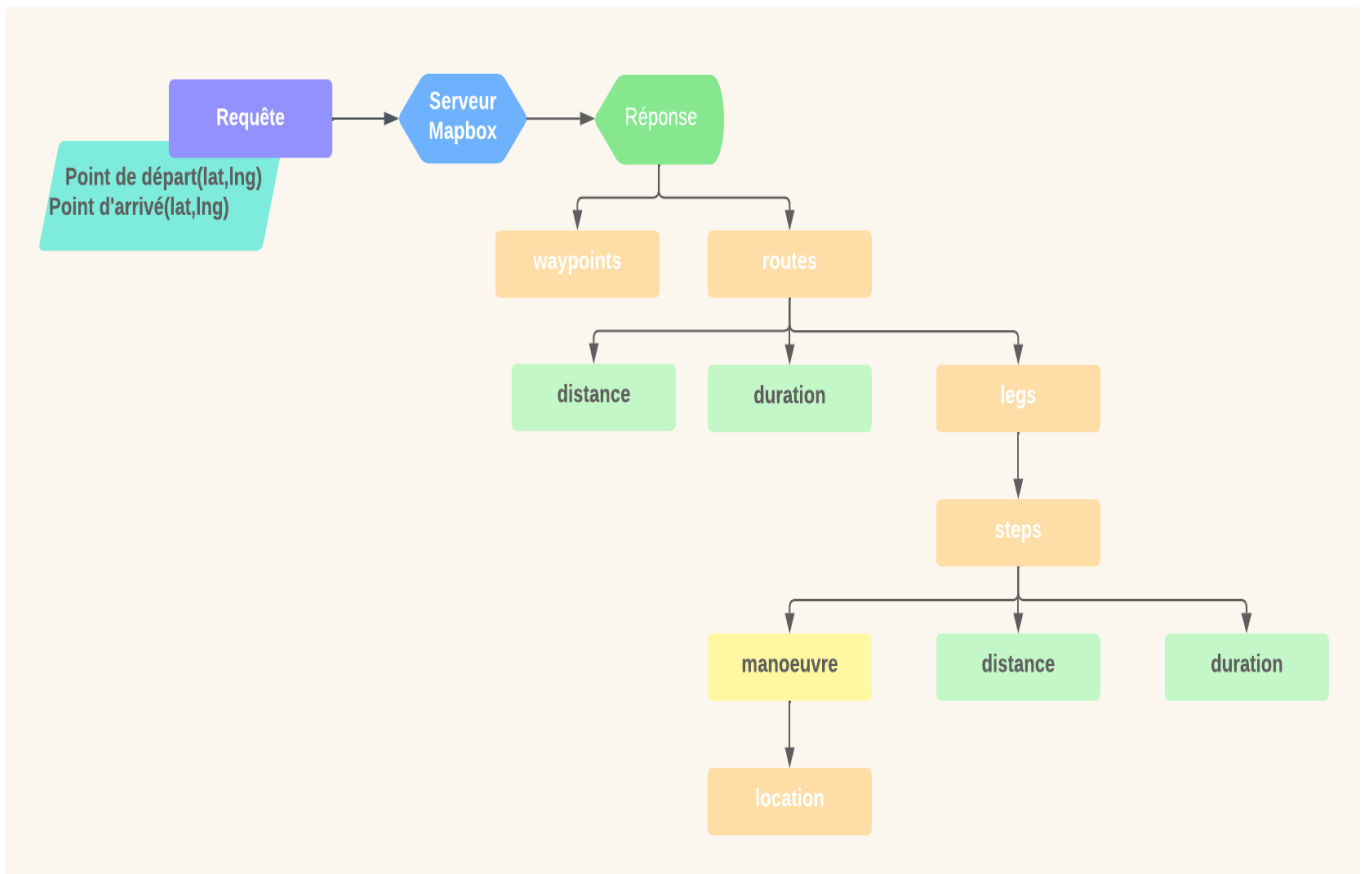 Requête
Serveur
Mapbox
Réponse
Point de départ(lat,lng)
Point d'arrivé(lat,lng)
waypoints
routes
distance
duration
legs
steps
manoeuvre
distance
duration
location